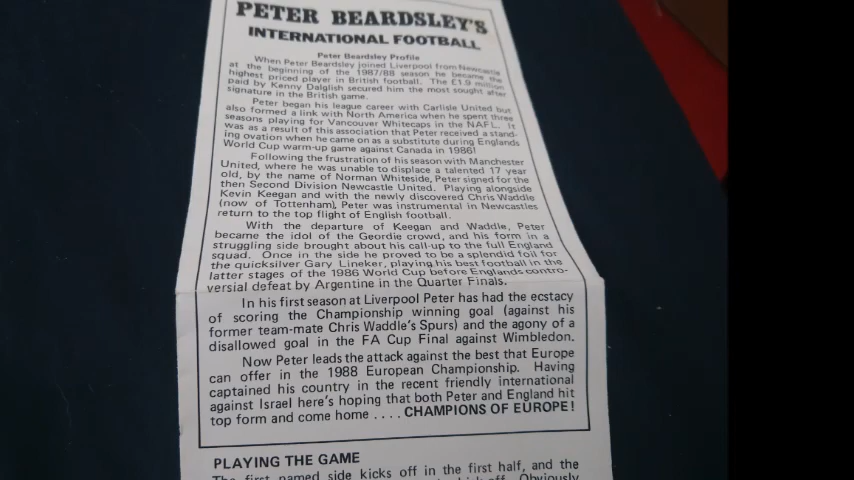 PETER BEARDSLEY'S
INTERNATIONAL FOOTBALL
Peter Beardsley Profile
When Peter Beardsley joined Liverpool from Newcastle
at the beginning of the 1987/88 season he became the
highest priced player in British football. The £1.9 million
paid by Kenny Dalglish secured him the most sought after
signature in the British game.
Peter began his league career with Carlisle United but
also formed a link with North America when he spent three
seasons playing for Vancouver Whitecaps in the NAFL. It
was as a result of this association that Peter received a stand-
ing ovation when he came on as a substitute during Englands
World Cup warm-up game against Canada in 1986!
Following the frustration of his season with Manchester
United, where he was unable to displace a talented 17 year
old, by the name of Norman Whiteside, Peter signed for the
then Second Division Newcastle United. Playing alongside
Kevin Keegan and with the newly discovered Chris Waddle
(now of Tottenham), Peter was instrumental in Newcastles
return to the top flight of English football.
With the departure of Keegan and Waddle, Peter
became the idol of the Geordie crowd, and his form in a
struggling side brought about his call-up to the full England
squad. Once in the side he proved to be a splendid foil for
the quicksilver Gary Lineker, playing his best football in the
latter stages of the 1986 World Cup before Englands contro-
versial defeat by Argentine in the Quarter Finals.
In his first season at Liverpool Peter has had the ecstacy
of scoring the Championship winning goal (against his
former team-mate Chris Waddle's Spurs) and the agony of a
disallowed goal in the FA Cup Final against Wimbledon.
Now Peter leads the attack against the best that Europe
can offer in the 1988 European Championship. Having
captained his country in the recent friendly international
against Israel here's hoping that both Peter and England hit
top form and come home . . . . CHAMPIONS OF EUROPE!
PLAYING THE GAME
The first named side kicks off in the first half, and the
Obviously